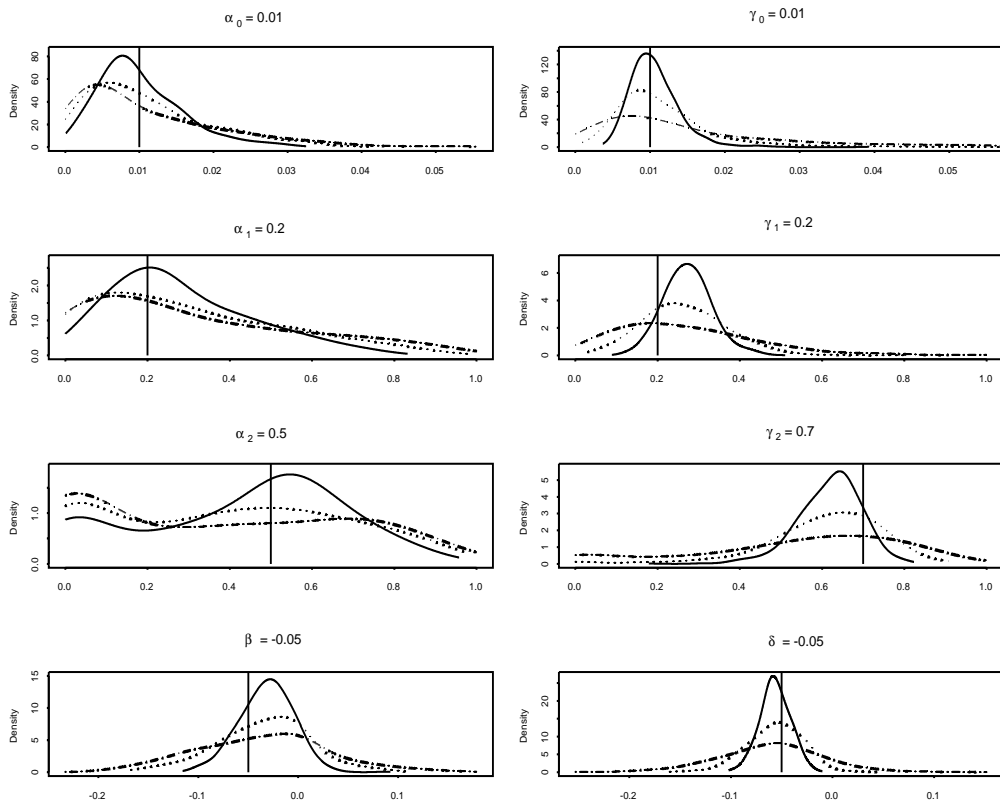 α 0 = 0.01
Density
0 20 40 60 80
0.0 0.01 0.02 0.03 0.04 0.05
γ 0 = 0.01
Density
0 40 80 120
0.0 0.01 0.02 0.03 0.04 0.05
α 1 = 0.2
Density
0.0 1.0 2.0
0.0 0.2 0.4 0.6 0.8 1.0
γ 1 = 0.2
Density
0 2 4 6
0.0 0.2 0.4 0.6 0.8 1.0
α 2 = 0.5
Density
0.0 1.0
0.0 0.2 0.4 0.6 0.8 1.0
γ 2 = 0.7
Density
0 1 2 3 4 5
0.0 0.2 0.4 0.6 0.8 1.0
β = -0.05
Density
0 5 10 15
-0.2 -0.1 0.0 0.1
δ = -0.05
Density
0 5 10 20
-0.2 -0.1 0.0 0.1